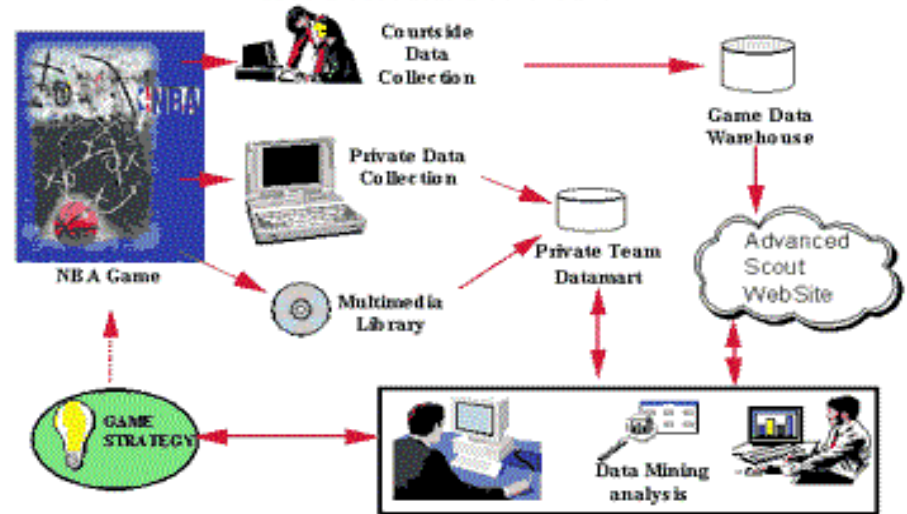 Courtside
Data
Collection
NBA
NBA Game
Private Data
Collection
Multimedia
Library
Game Data
Warehouse
Private Team
Datamart
Advanced
Scout
WebSite
GAME
STRATEGY
Data Mining
analysis